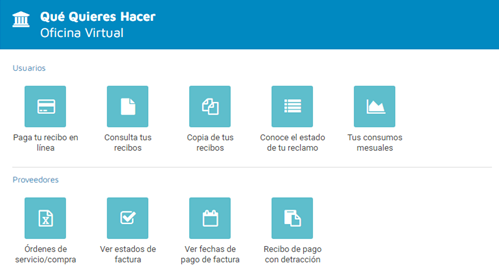 Qué Quieres Hacer
Oficina Virtual
Usuarios
Paga tu recibo en
línea
Consulta tus
recibos
Copia de tus
recibos
Conoce el estado
de tu reclamo
Tus consumos
mesuales
Proveedores
Órdenes de
servicio/compra
Ver estados de
factura
Ver fechas de
pago de factura
Recibo de pago
con detracción